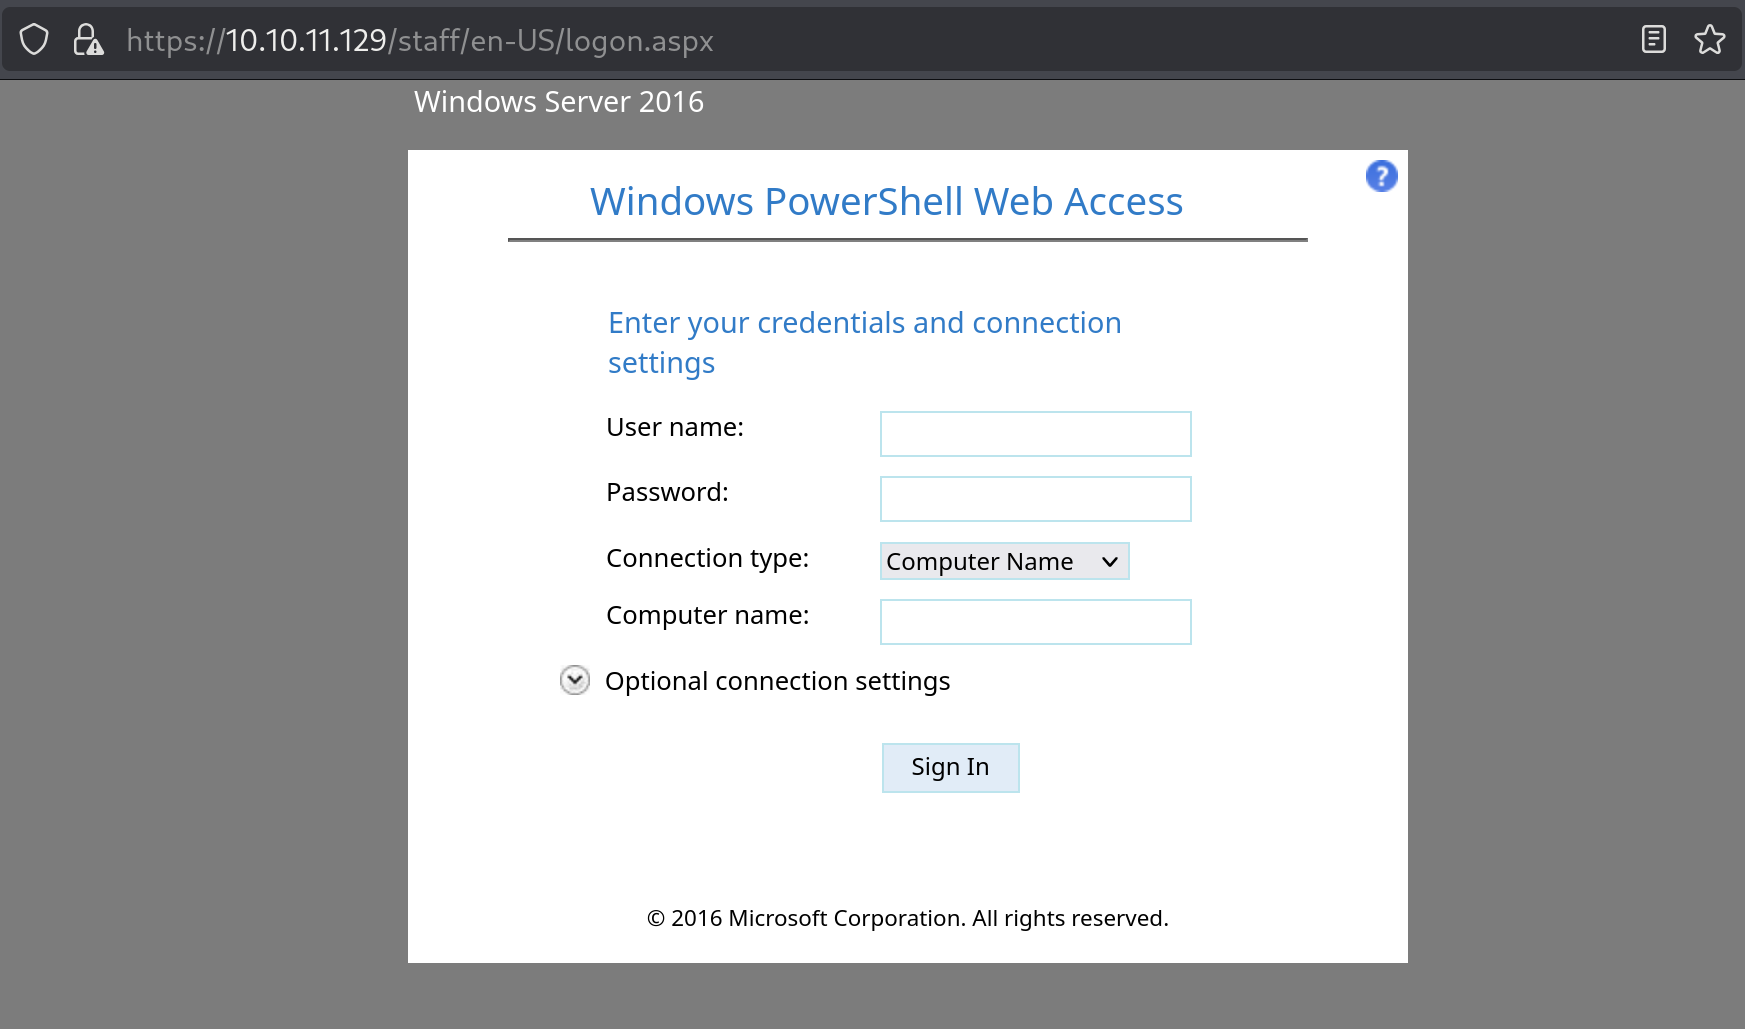 https://10.10.11.129/staff/en-US/logon.aspx
Windows Server 2016
?
Windows PowerShell Web Access
Enter your credentials and connection
settings
User name:
Password:
Connection type: Computer Name
Computer name:
Optional connection settings
Sign In
© 2016 Microsoft Corporation. All rights reserved.